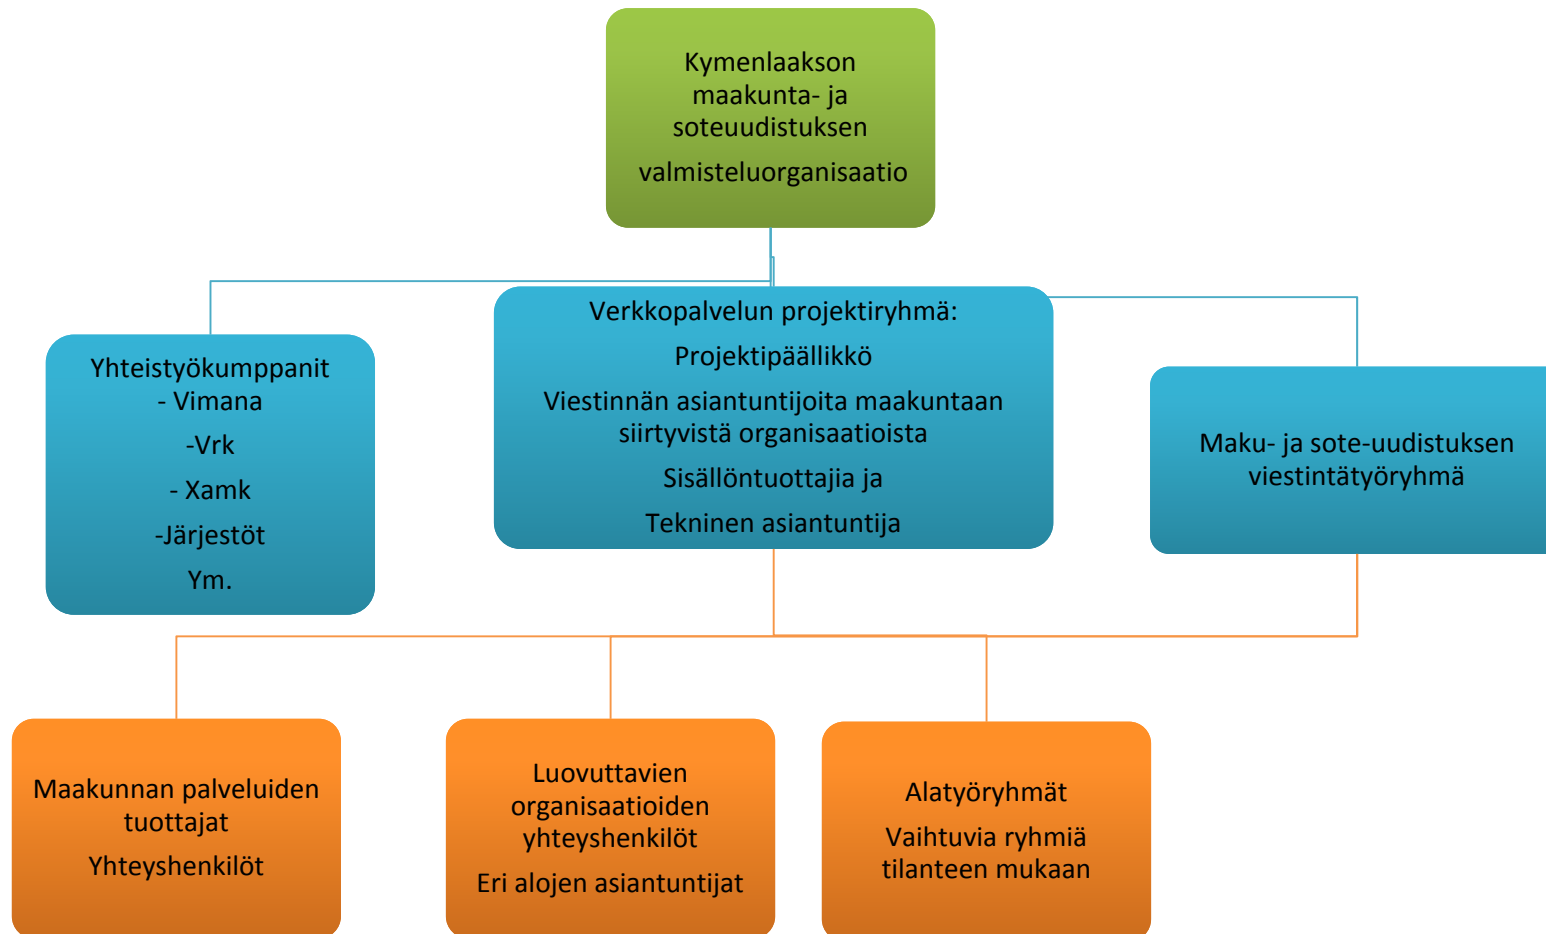 Kymenlaakson
maakunta- ja
soteuudistuksen
valmisteluorganisaatio
Yhteistyökumppanit
- Vimana
-Vrk
- Xamk
-Järjestöt
Ym.
Verkkopalvelun projektiryhmä:
Projektipäällikkö
Viestinnän asiantuntijoita maakuntaan
siirtyvistä organisaatioista
Sisällöntuottajia ja
Tekninen asiantuntija
Maku- ja sote-uudistuksen
viestintätyöryhmä
Maakunnan palveluiden
tuottajat
Yhteyshenkilöt
Luovuttavien
organisaatioiden
yhteyshenkilöt
Eri alojen asiantuntijat
Alatyöryhmät
Vaihtuvia ryhmiä
tilanteen mukaan